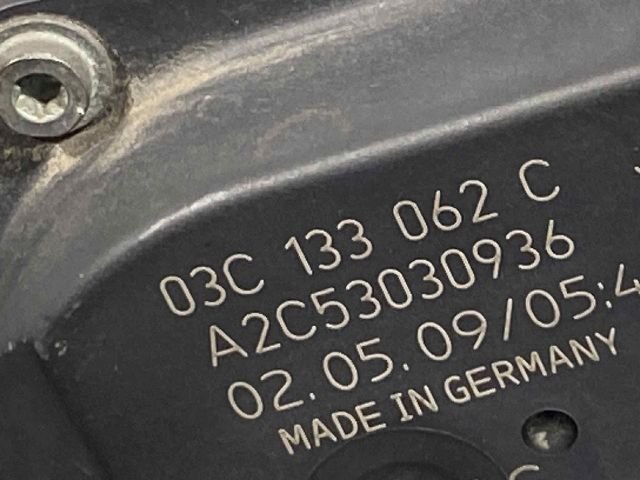 03C 133 062 C
A2C53030936
02.05.09/05:4
MADE IN GERMANY